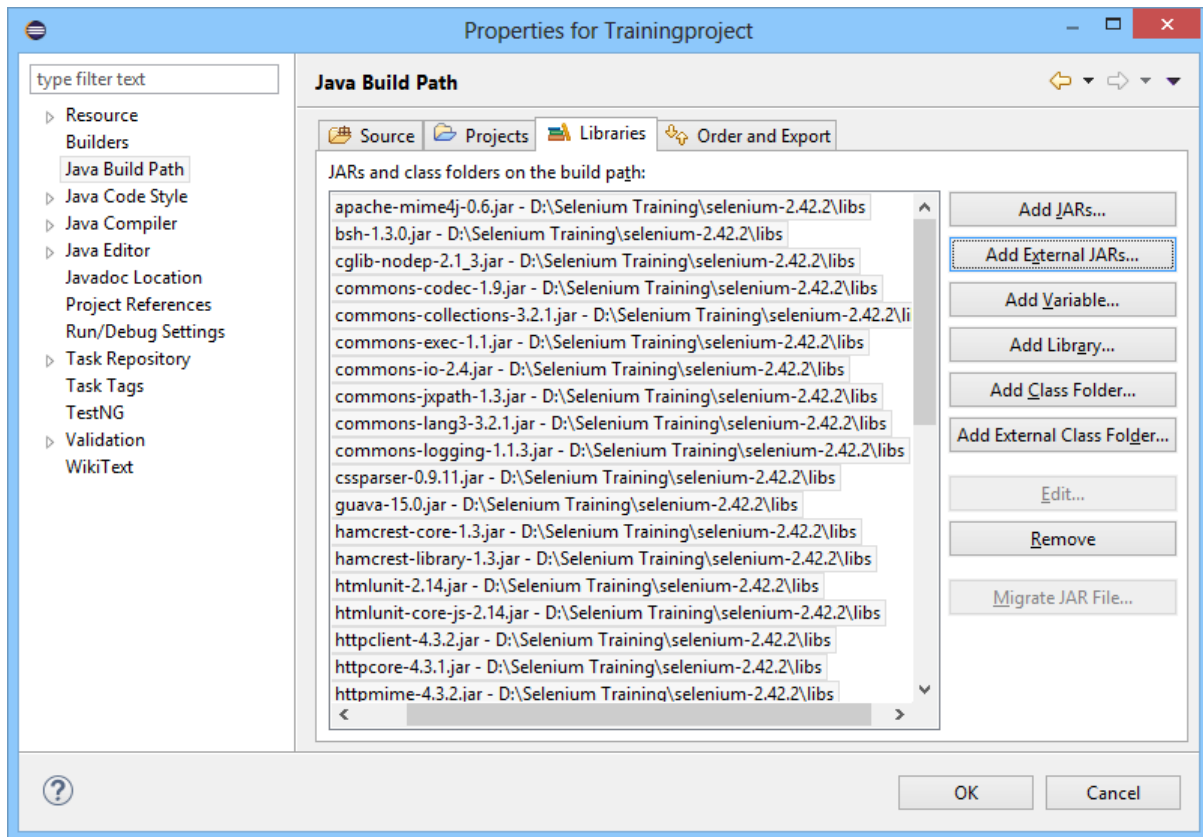 Properties for Trainingproject
type filter text
Resource
Builders
Java Build Path
Java Code Style
Java Compiler
Java Editor
Javadoc Location
Project References
Run/Debug Settings
Task Repository
Task Tags
TestNG
Validation
WikiText
Java Build Path
Source Projects Libraries Order and Export
JARs and class folders on the build path:
apache-mime4j-0.6.jar - D:\Selenium Training\selenium-2.42.2\libs
bsh-1.3.0.jar - D:\Selenium Training\selenium-2.42.2\libs
cglib-nodep-2.1_3.jar - D:\Selenium Training\selenium-2.42.2\libs
commons-codec-1.9.jar - D:\Selenium Training\selenium-2.42.2\libs
commons-collections-3.2.1.jar - D:\Selenium Training\selenium-2.42.2\li
commons-exec-1.1.jar - D:\Selenium Training\selenium-2.42.2\libs
commons-io-2.4.jar - D:\Selenium Training\selenium-2.42.2\libs
commons-jxpath-1.3.jar - D:\Selenium Training\selenium-2.42.2\libs
commons-lang3-3.2.1.jar - D:\Selenium Training\selenium-2.42.2\libs
commons-logging-1.1.3.jar - D:\Selenium Training\selenium-2.42.2\libs
cssparser-0.9.11.jar - D:\Selenium Training\selenium-2.42.2\libs
guava-15.0.jar - D:\Selenium Training\selenium-2.42.2\libs
hamcrest-core-1.3.jar - D:\Selenium Training\selenium-2.42.2\libs
hamcrest-library-1.3.jar - D:\Selenium Training\selenium-2.42.2\libs
htmlunit-2.14.jar - D:\Selenium Training\selenium-2.42.2\libs
htmlunit-core-js-2.14.jar - D:\Selenium Training\selenium-2.42.2\libs
httpclient-4.3.2.jar - D:\Selenium Training\selenium-2.42.2\libs
httpcore-4.3.1.jar - D:\Selenium Training\selenium-2.42.2\libs
httpmime-4.3.2.jar - D:\Selenium Training\selenium-2.42.2\libs
Add JARs...
Add External JARs...
Add Variable...
Add Library...
Add Class Folder...
Add External Class Folder...
Edit...
Remove
Migrate JAR File...
OK Cancel